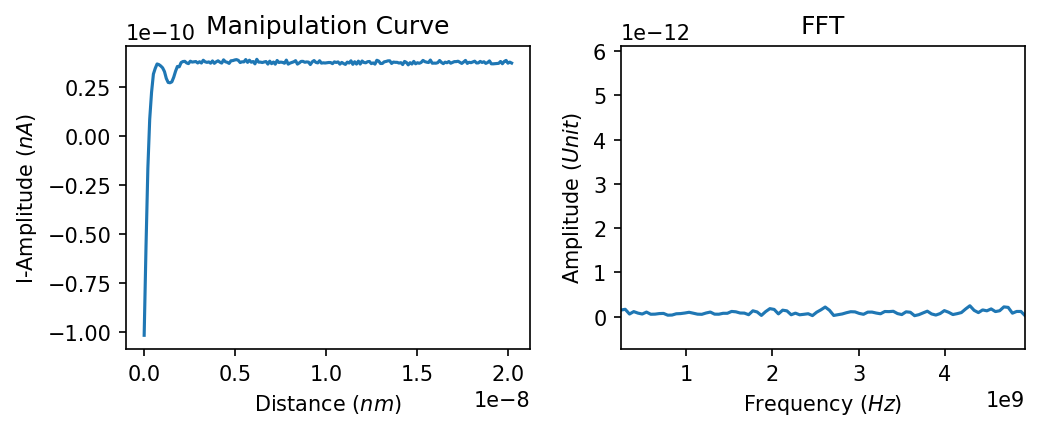 Manipulation Curve
1e−10
0.25
0.00
−0.25
−0.50
−0.75
−1.00
I-Amplitude (nA)
0.0 0.5 1.0 1.5 2.0
1e−8
Distance (nm)
FFT
1e−12
6
5
4
3
2
1
0
Amplitude (Unit)
1 2 3 4
1e9
Frequency (Hz)